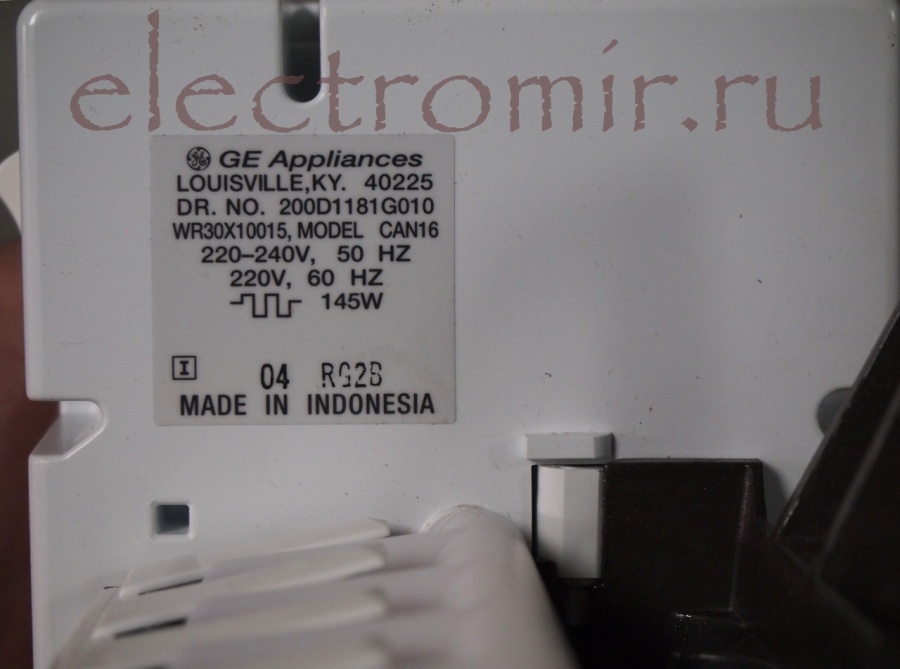 electromir.ru
GE Appliances
LOUISVILLE,KY. 40225
DR. NO. 200D1181G010
WR30X10015, MODEL CAN16
220–240V, 50 HZ
220V, 60 HZ
145W
I
04 RG2B
MADE IN INDONESIA